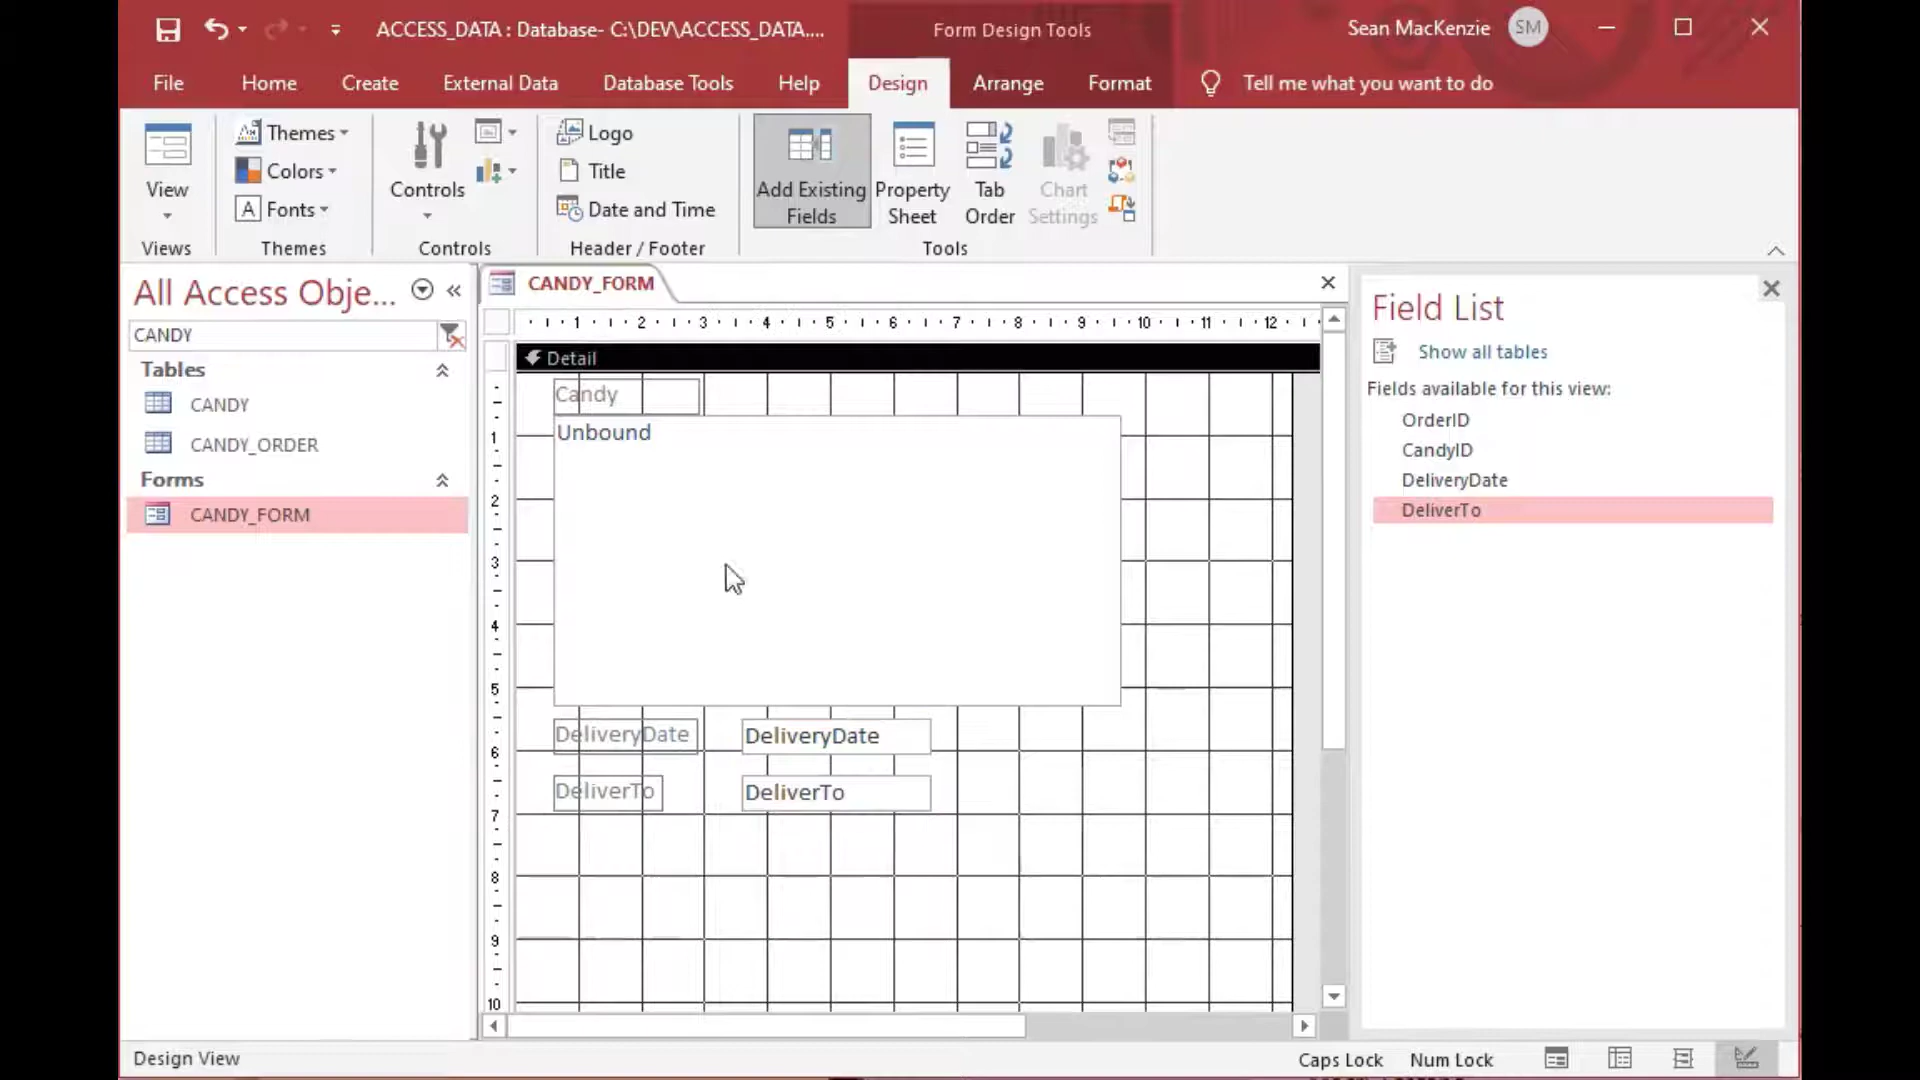 ACCESS_DATA : Database- C:\DEV\ACCESS_DATA....
Form Design Tools
Sean MacKenzie
SM
File
Home
Create
External Data
Database Tools
Help
Design
Arrange
Format
Tell me what you want to do
View
Themes
Colors
A Fonts
Controls
Logo
Title
Date and Time
Add Existing
Fields
Property
Sheet
Tab
Order
Chart
Settings
Views
Themes
Controls
Header / Footer
Tools
All Access Obje...
CANDY
Tables
CANDY
CANDY_ORDER
Forms
CANDY_FORM
CANDY_FORM
1 2 3 4 5 6 7 8 9 10 11 12
Detail
Candy
Unbound
DeliveryDate
DeliveryDate
DeliverTo
DeliverTo
1
2
3
4
5
6
7
8
9
10
Field List
Show all tables
Fields available for this view:
OrderID
CandyID
DeliveryDate
DeliverTo
Design View
Caps Lock
Num Lock